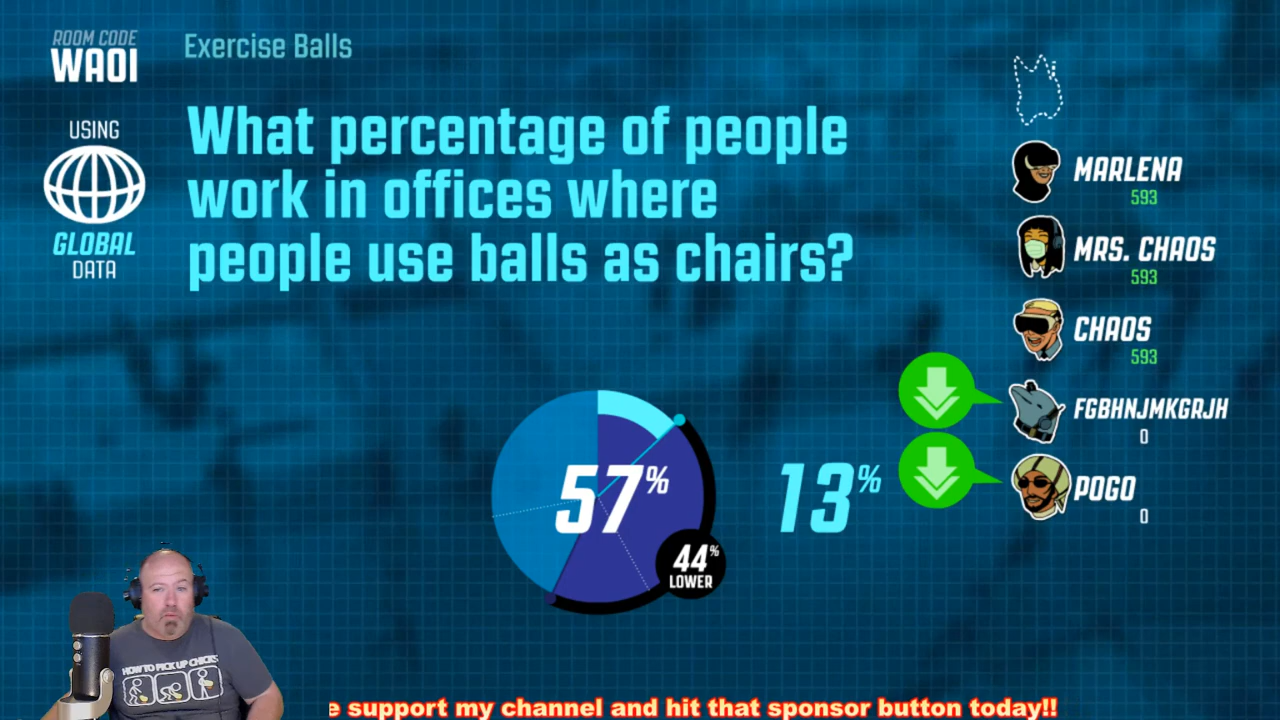 ROOM CODE
WAOI
Exercise Balls
USING
GLOBAL
DATA
What percentage of people
work in offices where
people use balls as chairs?
57%
44%
LOWER
13%
MARLENA
593
MRS. CHAOS
593
CHAOS
593
FGBHNJMKGRJH
0
POGO
0
HOW TO PICK UP CHICKS
e support my channel and hit that sponsor button today!!